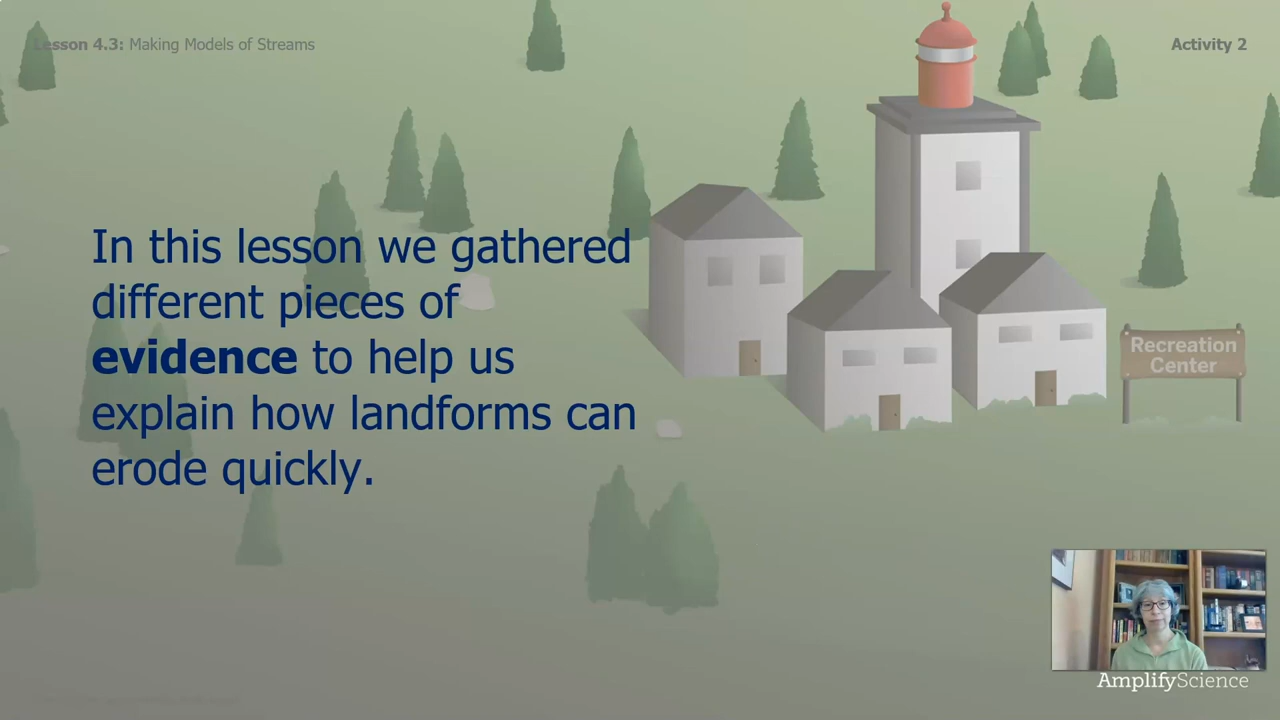 Lesson 4.3: Making Models of Streams
Activity 2
In this lesson we gathered
different pieces of
evidence to help us
explain how landforms can
erode quickly.
Recreation
Center
AmplifyScience